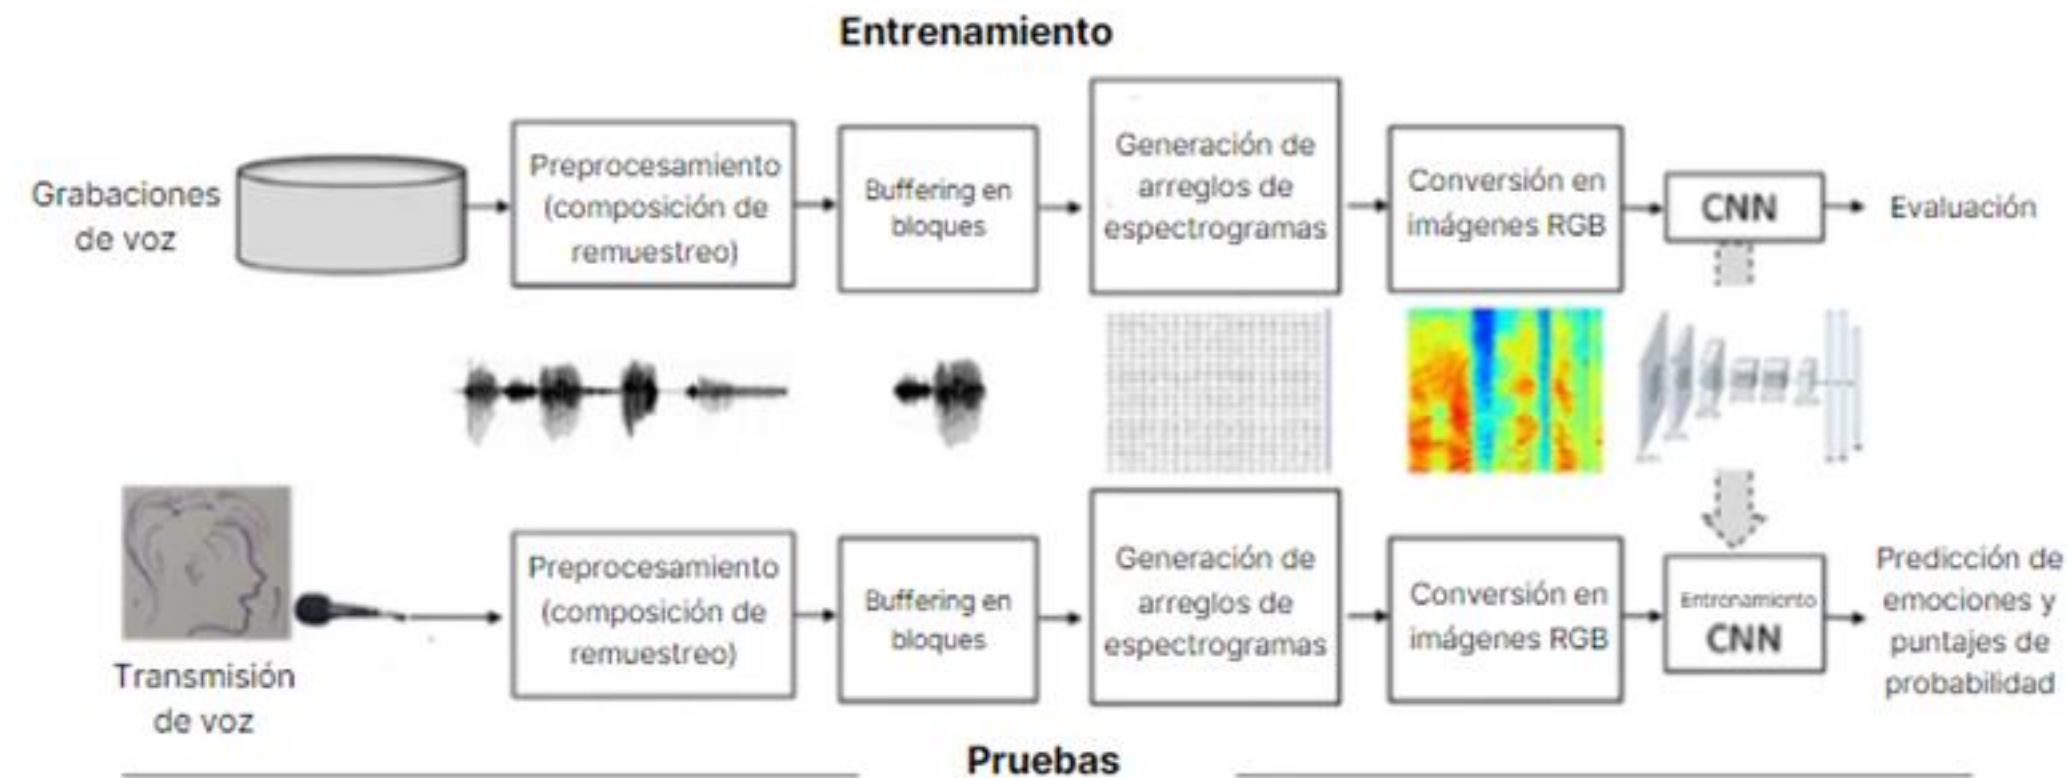 Entrenamiento
Grabaciones
de voz
Preprocesamiento
(composición de
remuestreo)
Buffering en
bloques
Generación de
arreglos de
espectrogramas
Conversión en
imágenes RGB
CNN
Evaluación
Transmisión
de voz
Preprocesamiento
(composición de
remuestreo)
Buffering en
bloques
Generación de
arreglos de
espectrogramas
Conversión en
imágenes RGB
Entrenamiento
CNN
Predicción de
emociones y
puntajes de
probabilidad
Pruebas